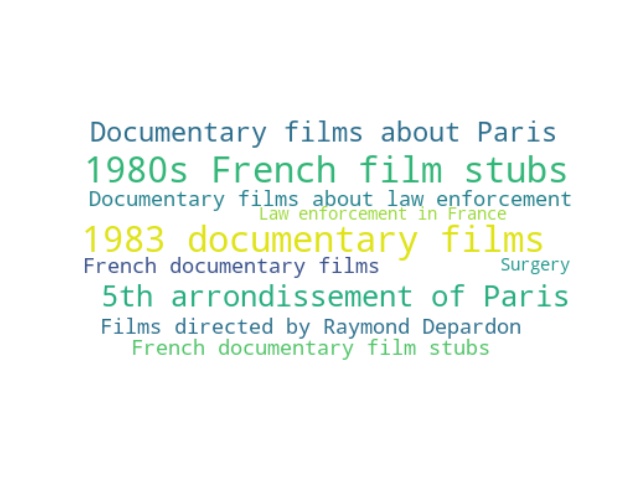 Documentary films about Paris
1980s French film stubs
Documentary films about law enforcement
Law enforcement in France
1983 documentary films
French documentary films
Surgery
5th arrondissement of Paris
Films directed by Raymond Depardon
French documentary film stubs